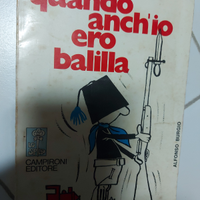 quando
anch'io
ero
balilla
CAMPIRONI
EDITORE
ALFONSO BURGIO